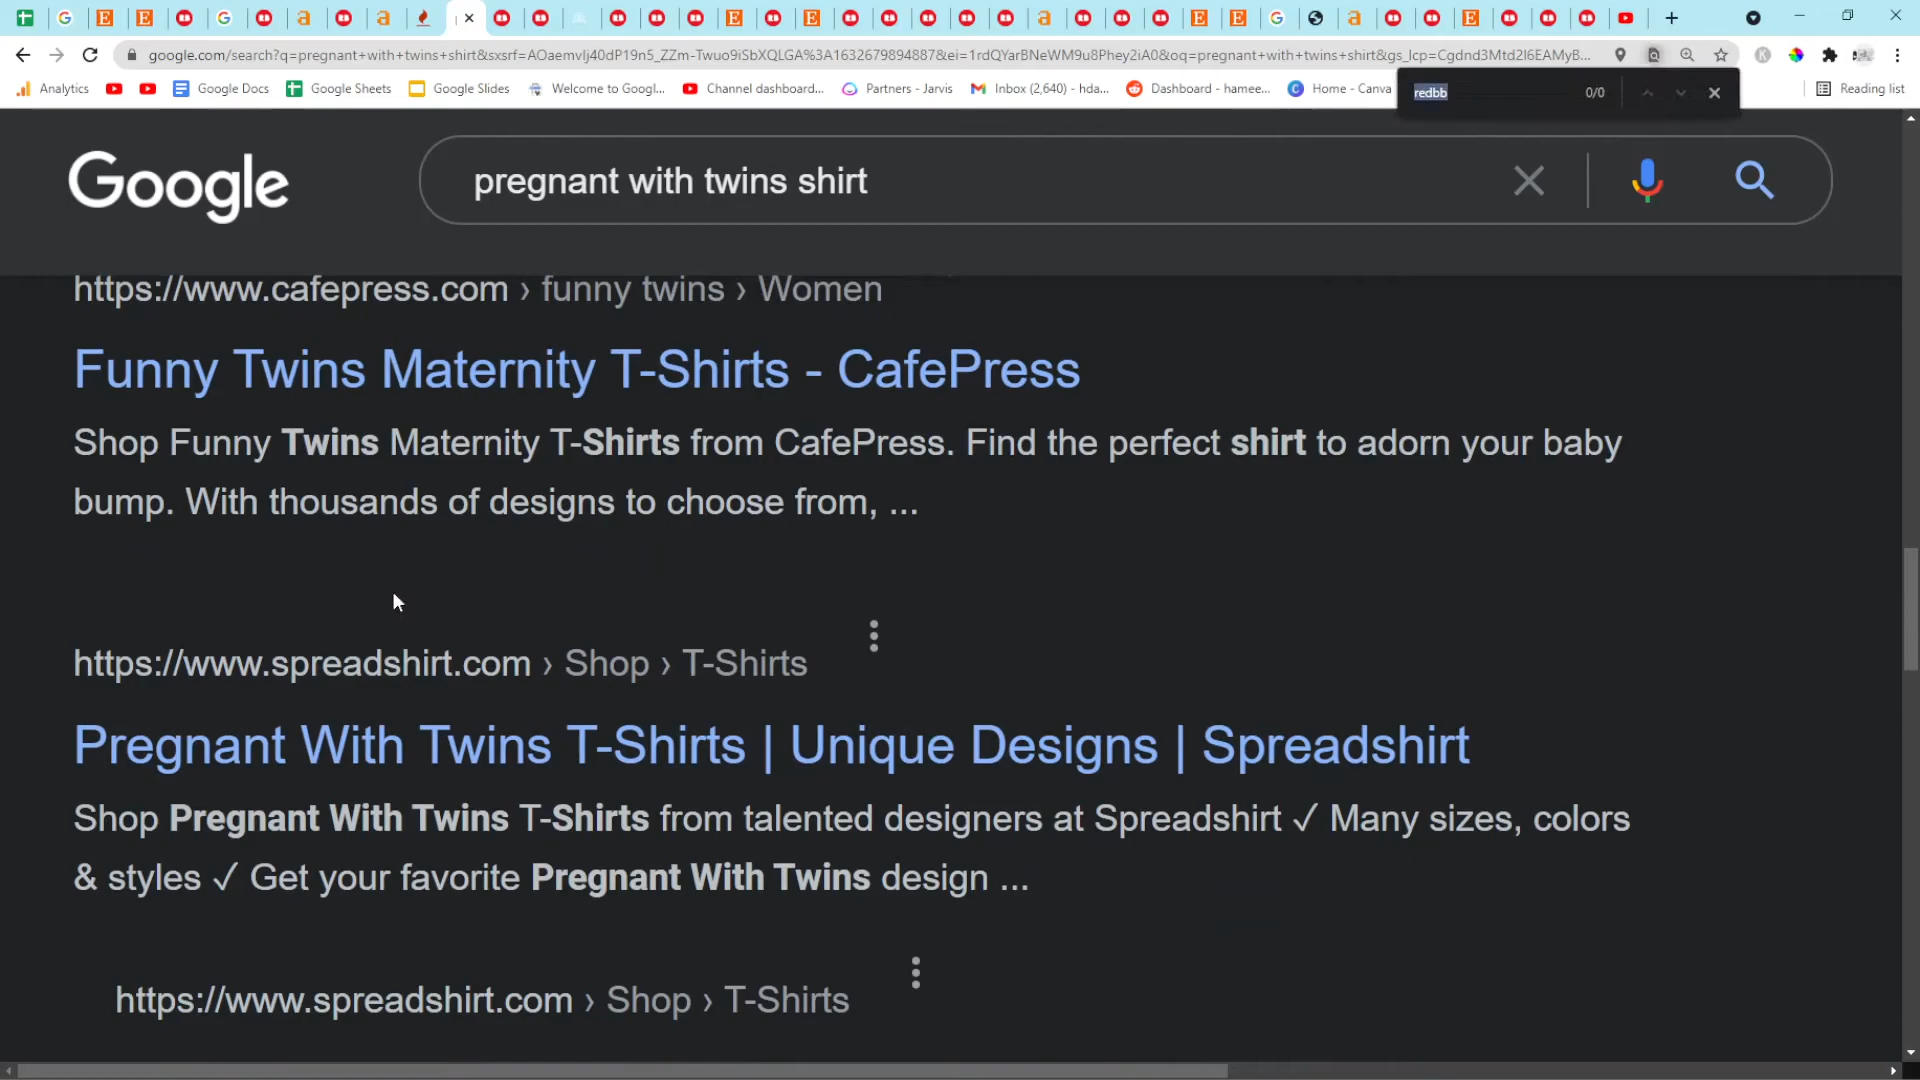 google.com/search?q=pregnant+with+twins+shirt&sxsrf=AOaemvIj40dP19n5_ZZm-Twuo9iSbXQLGA%3A1632679894887&ei=1rdQYarBNeWM9u8Phey2iA0&oq=pregnant+with+twins+shirt&gs_lcp=Cgdnd3Mtd2l6EAMyB...
Analytics Google Docs Google Sheets Google Slides Welcome to Googl... Channel dashboard... Partners - Jarvis Inbox (2,640) - hda... Dashboard - hamee... Home - Canva redbb 0/0 Reading list
Google pregnant with twins shirt
https://www.cafepress.com › funny twins › Women
Funny Twins Maternity T-Shirts - CafePress
Shop Funny Twins Maternity T-Shirts from CafePress. Find the perfect shirt to adorn your baby
bump. With thousands of designs to choose from, ...
https://www.spreadshirt.com › Shop › T-Shirts
Pregnant With Twins T-Shirts | Unique Designs | Spreadshirt
Shop Pregnant With Twins T-Shirts from talented designers at Spreadshirt ✓ Many sizes, colors
& styles ✓ Get your favorite Pregnant With Twins design ...
https://www.spreadshirt.com › Shop › T-Shirts